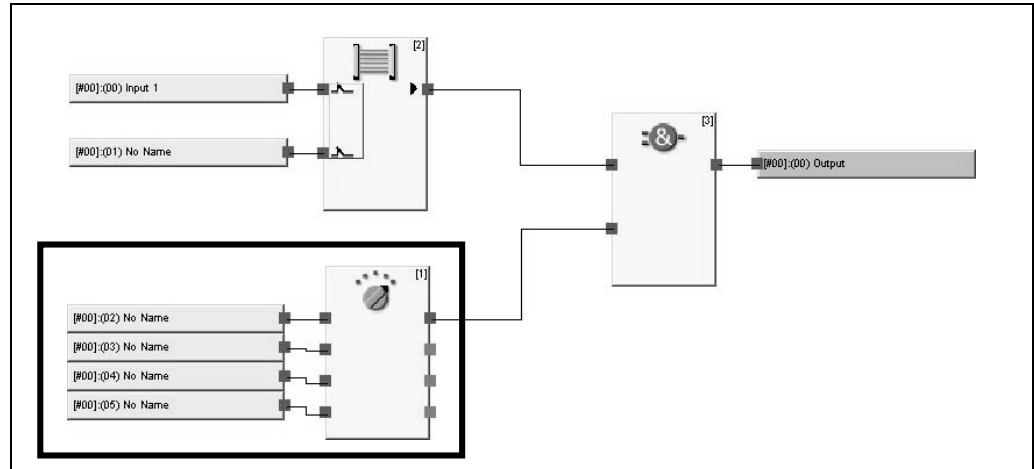 [2]
[#00]:(00) Input 1
[#00]:(01) No Name
[3]
&
[#00]:(00) Output
[1]
[#00]:(02) No Name
[#00]:(03) No Name
[#00]:(04) No Name
[#00]:(05) No Name